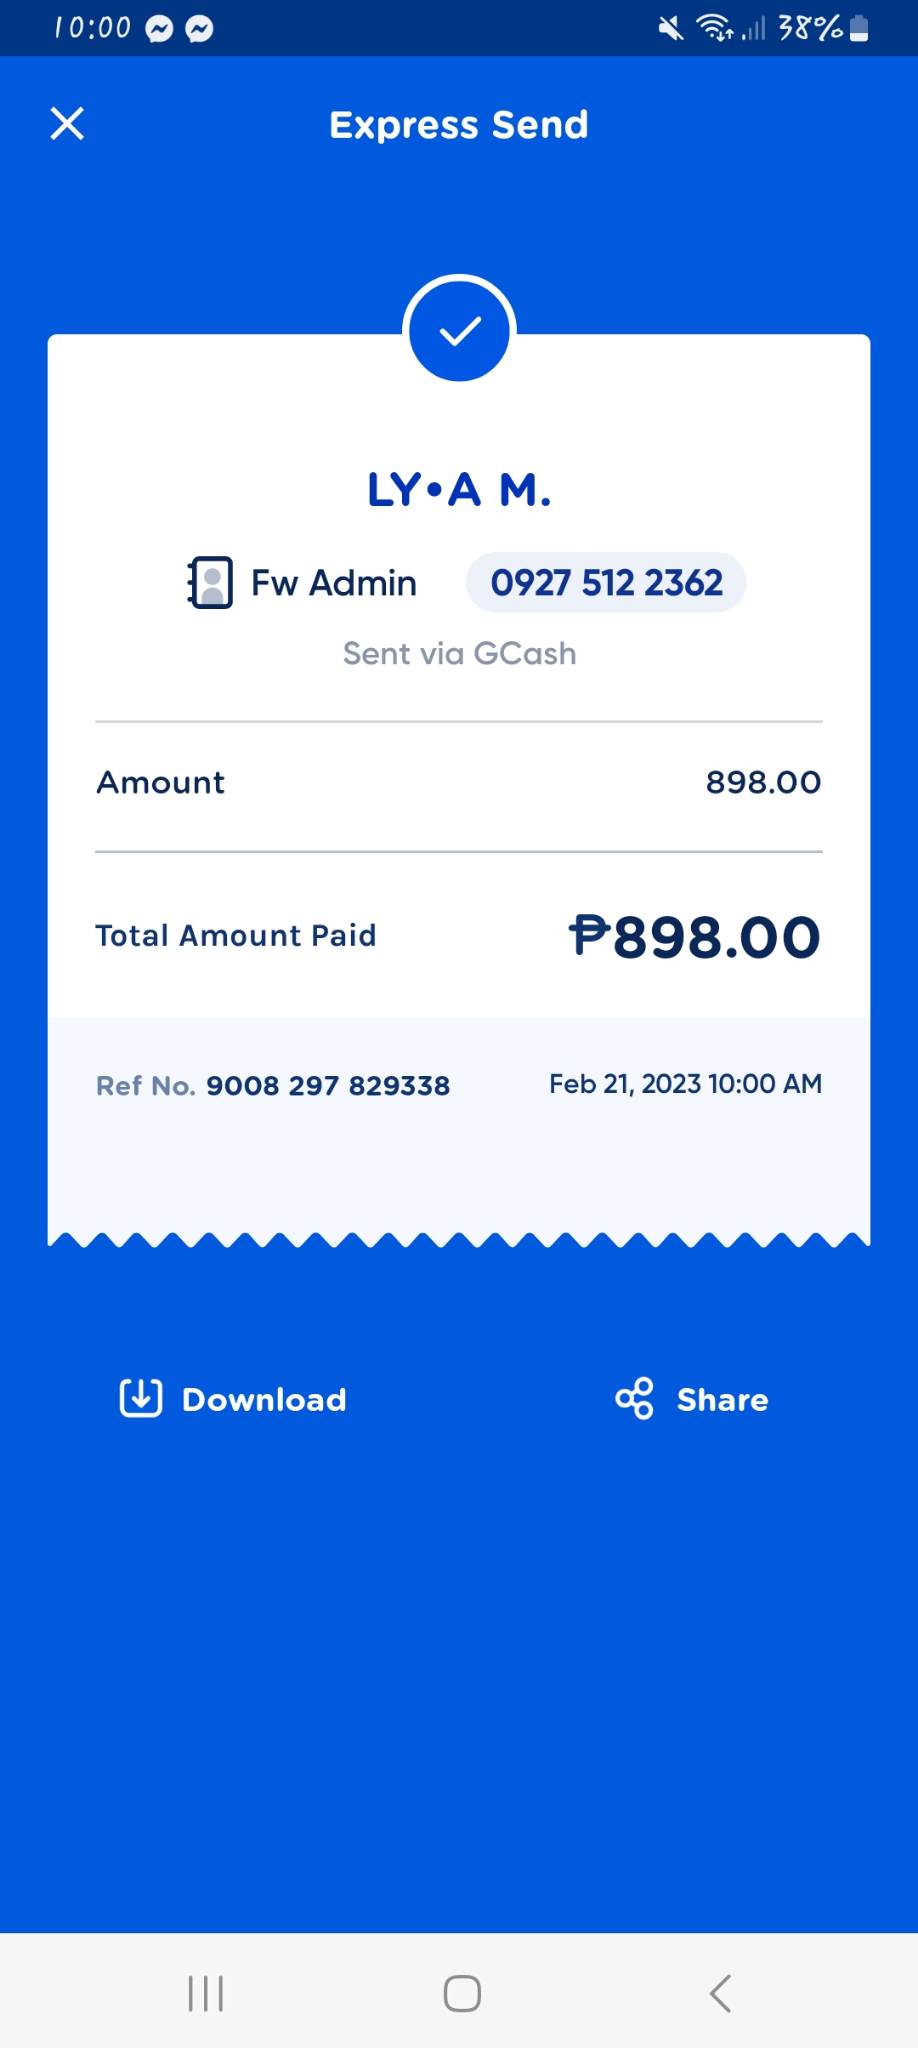 10:00 38%
Express Send
LY•A M.
Fw Admin 0927 512 2362
Sent via GCash
Amount 898.00
Total Amount Paid ₱898.00
Ref No. 9008 297 829338 Feb 21, 2023 10:00 AM
Download Share